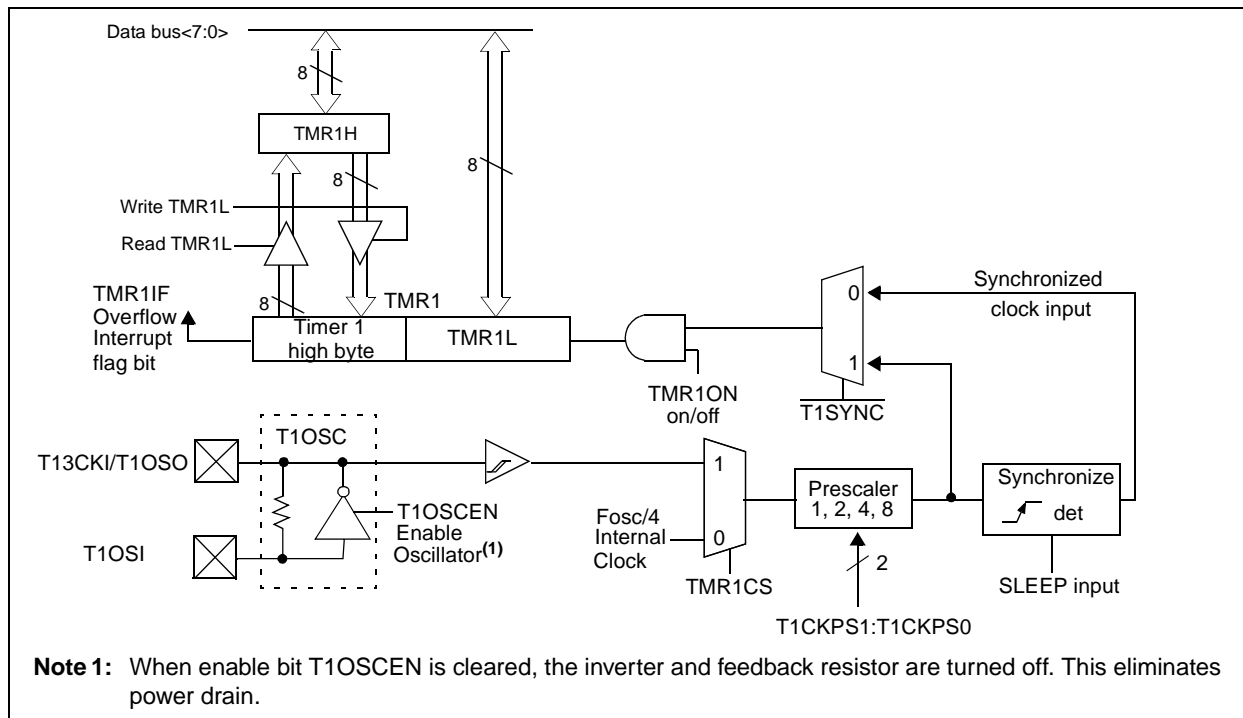 Data bus<7:0>
8
TMR1H
8
8
Write TMR1L
Read TMR1L
8
TMR1
TMR1IF
Overflow
Interrupt
flag bit
Timer 1
high byte
TMR1L
TMR1ON
on/off
0
1
T1SYNC
Synchronized
clock input
T1OSC
T13CKI/T1OSO
T1OSI
T1OSCEN
Enable
Oscillator(1)
Fosc/4
Internal
Clock
1
0
TMR1CS
Prescaler
1, 2, 4, 8
2
T1CKPS1:T1CKPS0
Synchronize
det
SLEEP input
Note 1: When enable bit T1OSCEN is cleared, the inverter and feedback resistor are turned off. This eliminates
power drain.